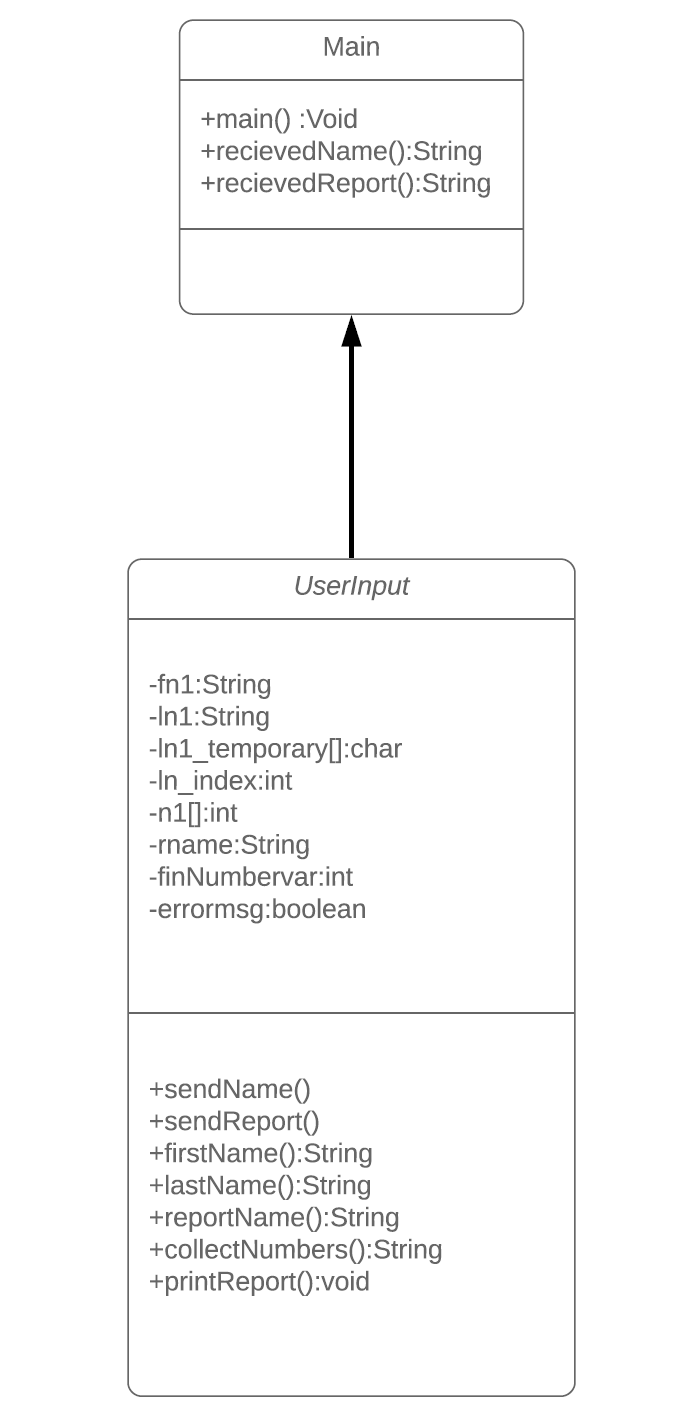 Main
+main() :Void
+recievedName():String
+recievedReport():String
UserInput
-fn1:String
-ln1:String
-ln1_temporary[]:char
-ln_index:int
-n1[]:int
-rname:String
-finNumbervar:int
-errormsg:boolean
+sendName()
+sendReport()
+firstName():String
+lastName():String
+reportName():String
+collectNumbers():String
+printReport():void